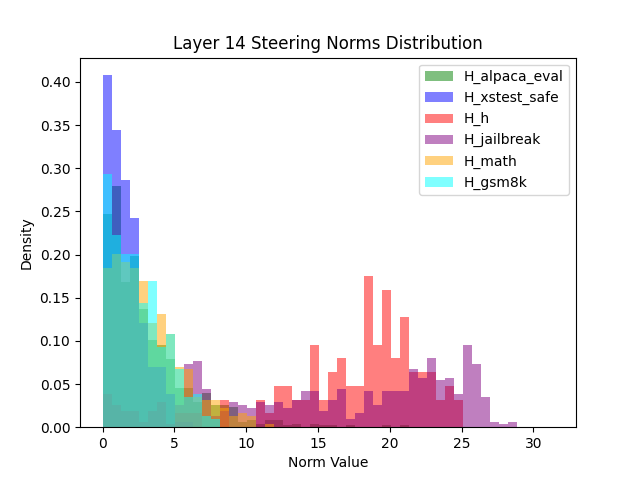 Layer 14 Steering Norms Distribution
H_alpaca_eval
H_xstest_safe
H_h
H_jailbreak
H_math
H_gsm8k
Density
0.40
0.35
0.30
0.25
0.20
0.15
0.10
0.05
0.00
0 5 10 15 20 25 30
Norm Value